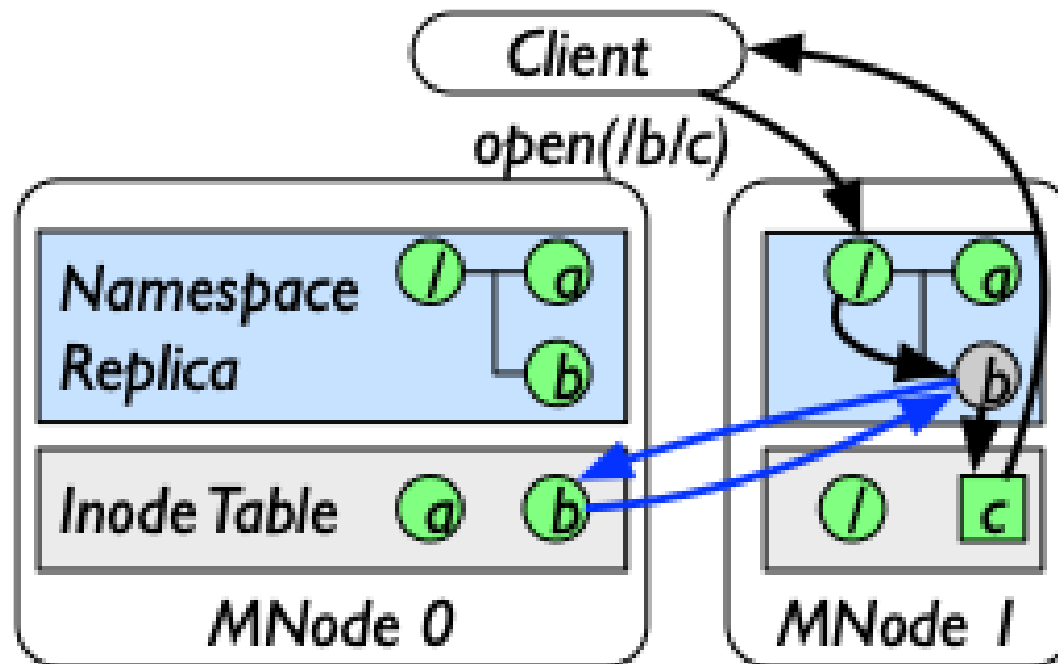 Client
open(/b/c)
Namespace
Replica
/ a
b
/ a
b
Inode Table
a b
/ c
MNode 0
MNode 1